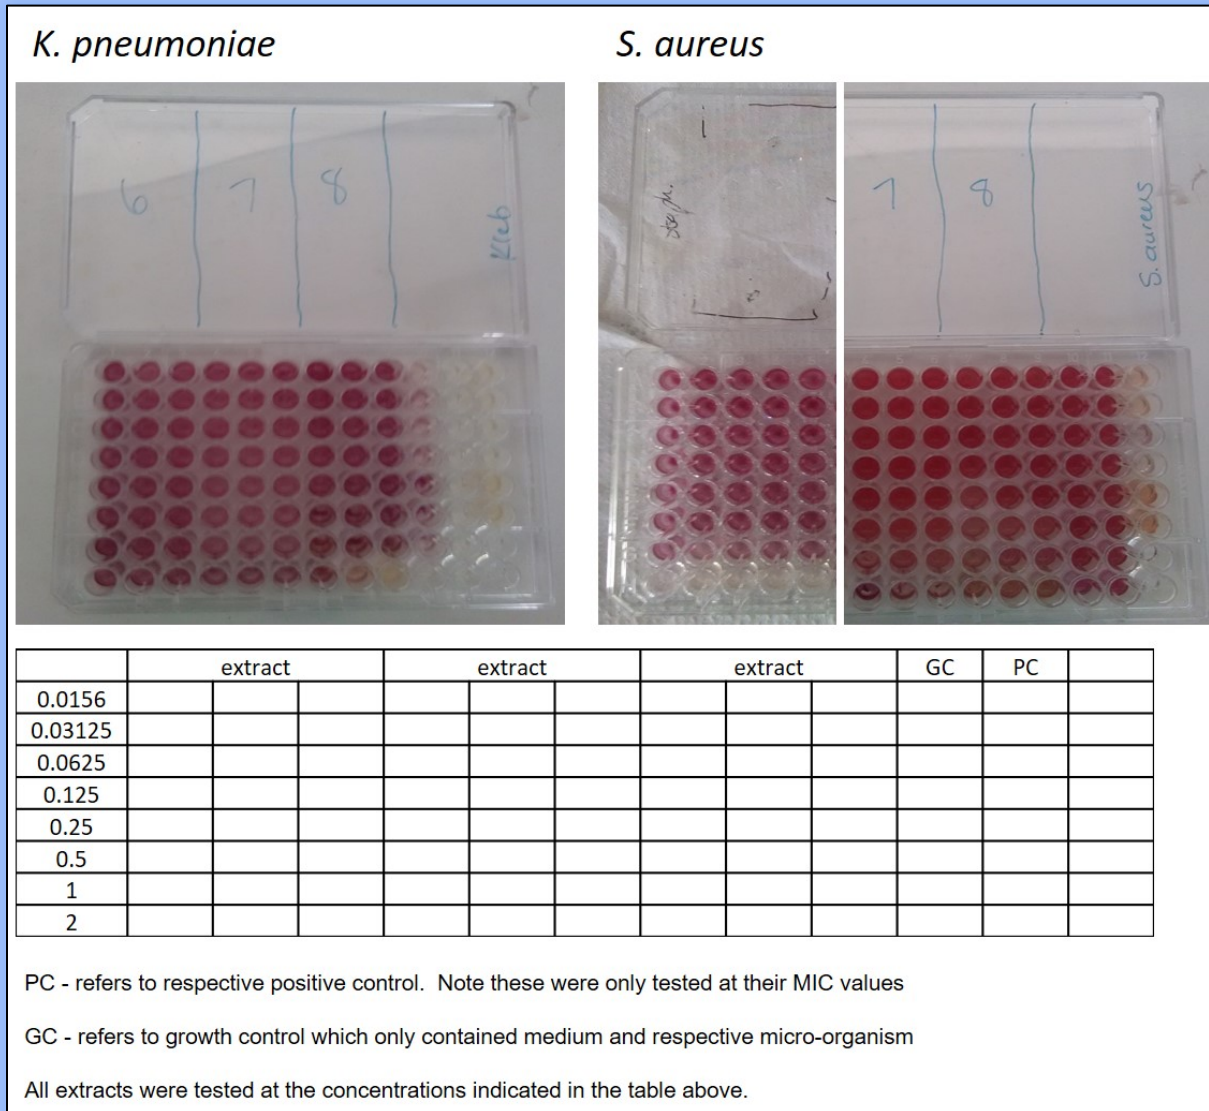 K. pneumoniae
S. aureus
6 7 8 Kleb
staph.
7 8 S. aureus
extract extract extract GC PC
0.0156
0.03125
0.0625
0.125
0.25
0.5
1
2
PC - refers to respective positive control. Note these were only tested at their MIC values
GC - refers to growth control which only contained medium and respective micro-organism
All extracts were tested at the concentrations indicated in the table above.